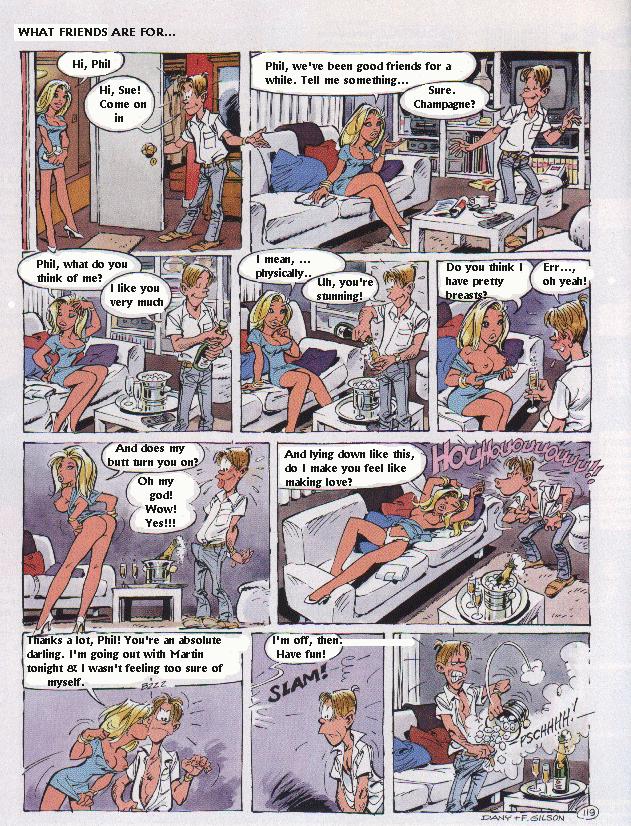 WHAT FRIENDS ARE FOR...
Hi, Phil
Hi, Sue!
Come on
in
Phil, we've been good friends for a
while. Tell me something...
Sure.
Champagne?
Phil, what do you
think of me?
I like you
very much
I mean, ...
physically..
Uh, you're
stunning!
Do you think I
have pretty
breasts?
Err...,
oh yeah!
And does my
butt turn you on?
Oh my
god!
Wow!
Yes!!!
And lying down like this,
do I make you feel like
making love?
HOUHOUOUUOUUU!!
Thanks a lot, Phil! You're an absolute
darling. I'm going out with Martin
tonight & I wasn't feeling too sure of
myself.
BZZZ
I'm off, then.
Have fun!
SLAM!
PSCHHHH!
DIANY + F. GILSON
119